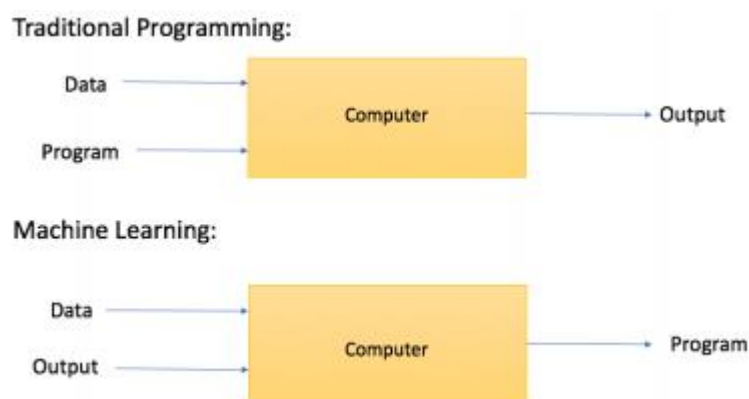 Traditional Programming:
Data
Computer
Output
Program
Machine Learning:
Data
Computer
Program
Output